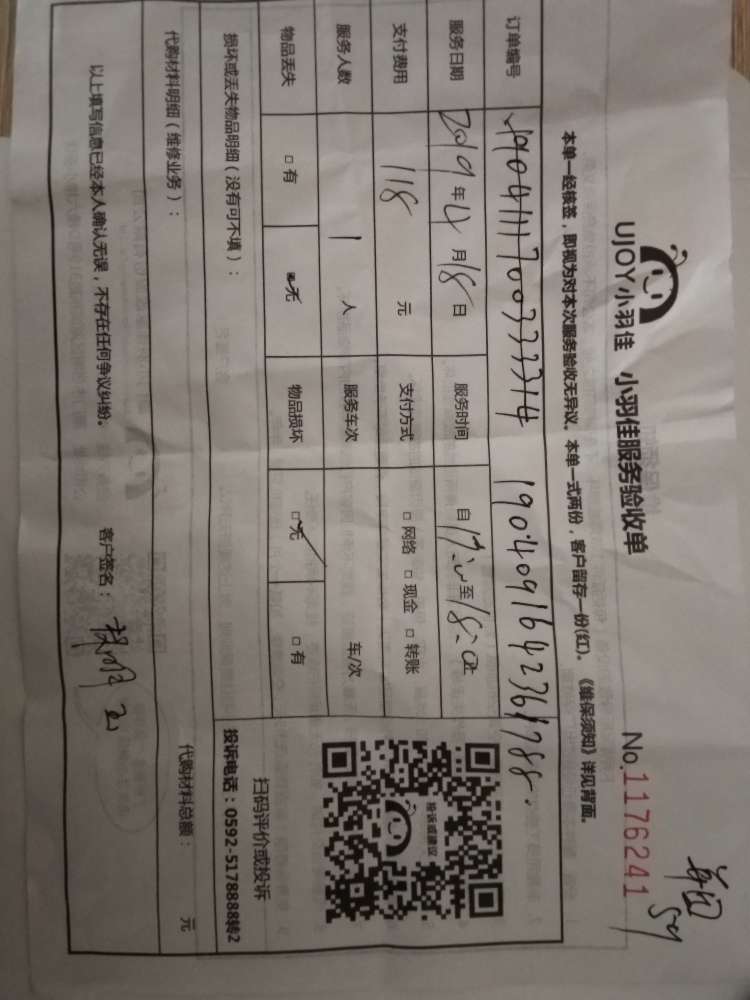 UJOY小羽佳 小羽佳服务验收单
No.1176241
本单一经核签，即视为对本次服务验收无异议。本单一式两份，客户留存一份(红)。《维保须知》详见背面。
订单编号 190409164236988.
服务日期 2019年4月18日 服务时间 自 至
支付费用 118 元 支付方式 □网络 □现金 □转账
服务人数 1 人 服务车次 车/次
物品丢失 □有 无 物品损坏 □无 □有
损坏或丢失物品明细（没有可不填）：
投诉或建议
扫码评价或投诉
投诉电话：0592-5178888转2
代购材料明细（维修业务）：
代购材料总额： 元
以上填写信息已经本人确认无误，不存在任何争议纠纷。 客户签名：